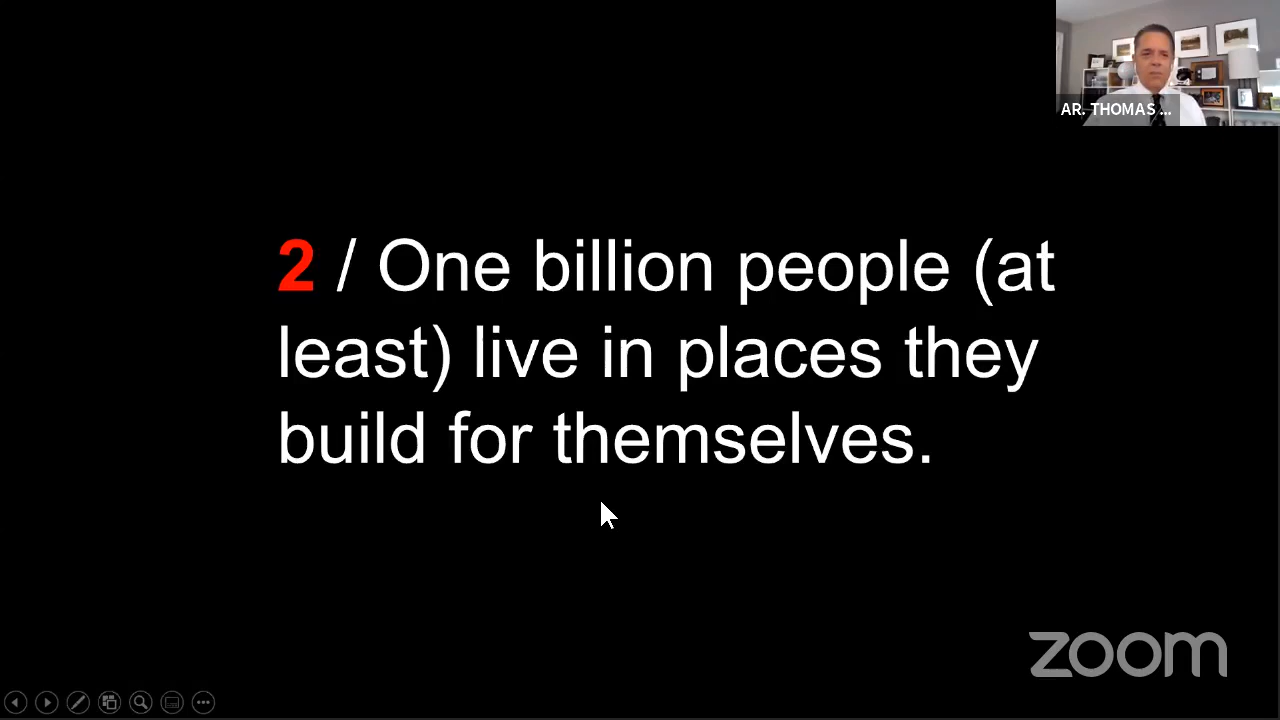 AR. THOMAS ...
2 / One billion people (at
least) live in places they
build for themselves.
zoom